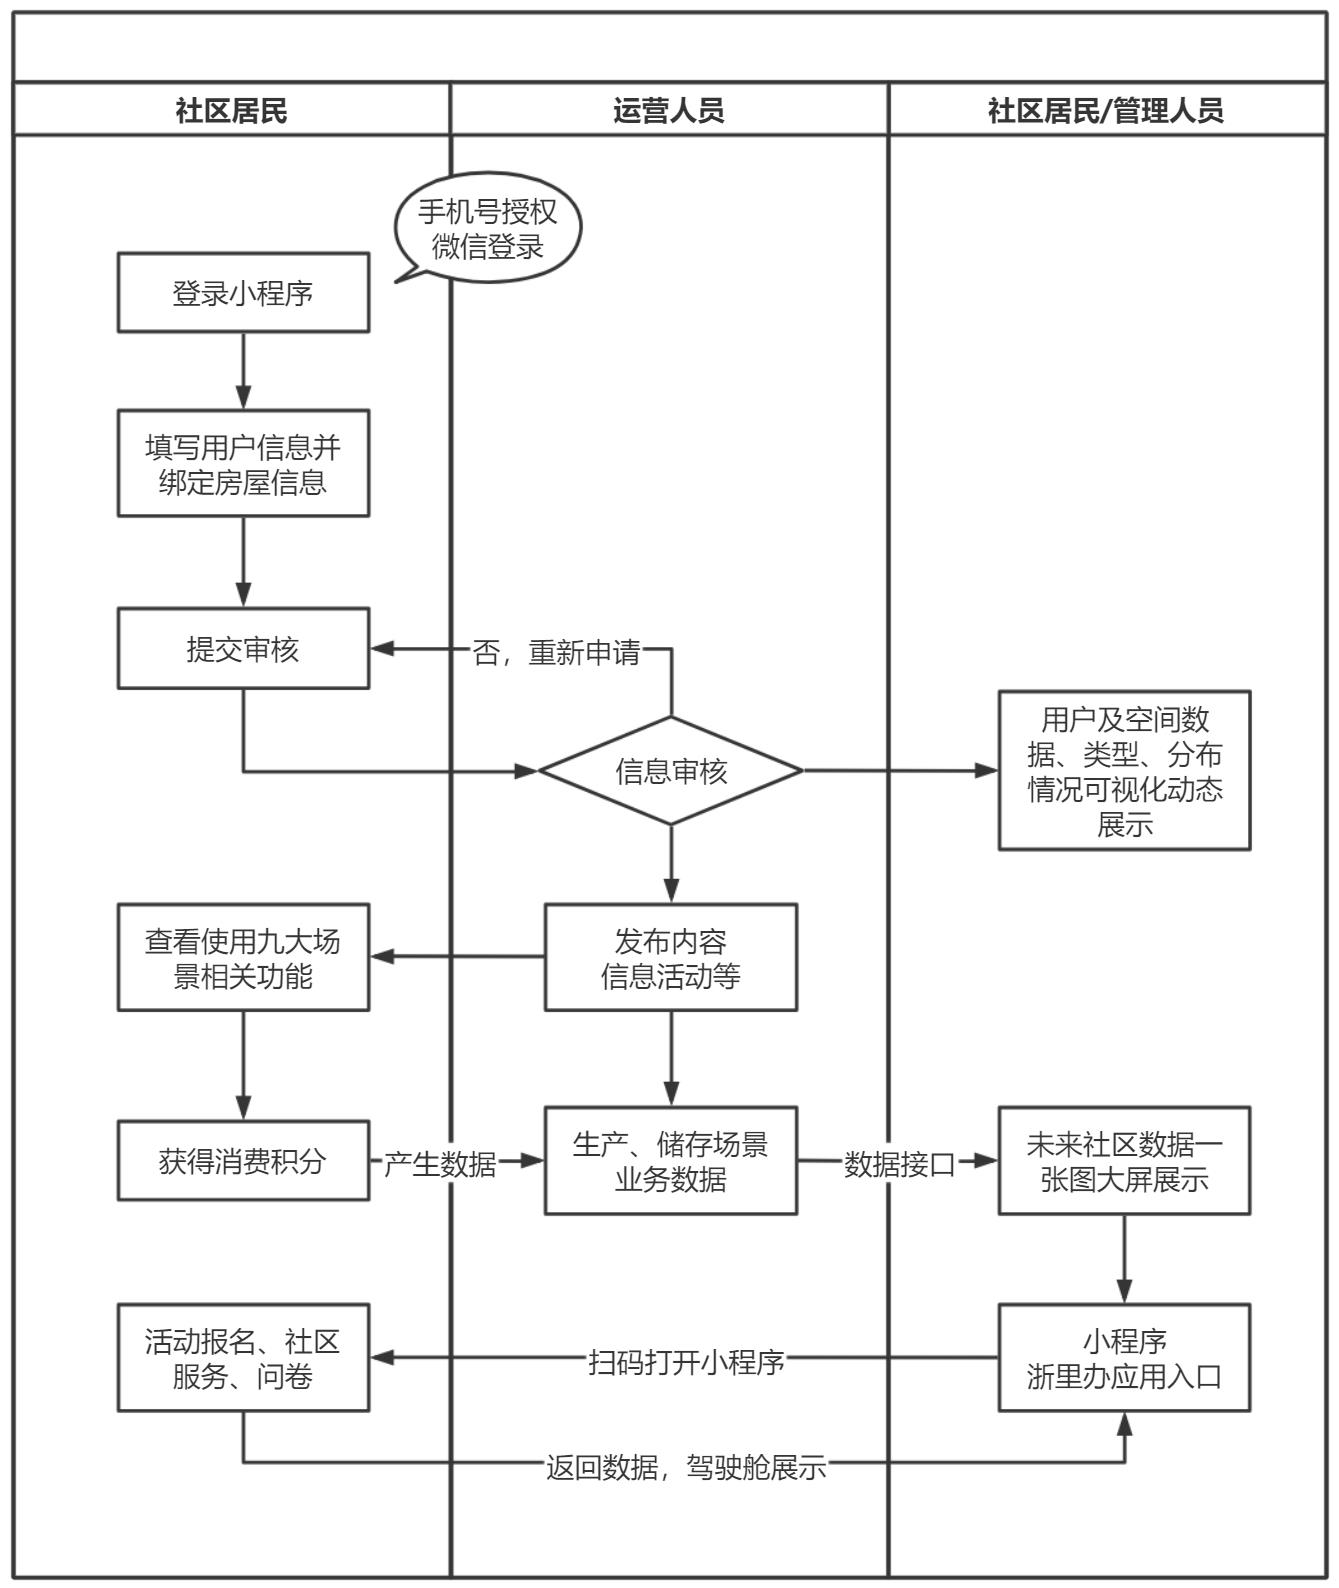 社区居民
运营人员
社区居民/管理人员
手机号授权
微信登录
登录小程序
填写用户信息并
绑定房屋信息
提交审核
否，重新申请
信息审核
用户及空间数
据、类型、分布
情况可视化动态
展示
查看使用九大场
景相关功能
发布内容
信息活动等
获得消费积分
产生数据
生产、储存场景
业务数据
数据接口
未来社区数据一
张图大屏展示
活动报名、社区
服务、问卷
扫码打开小程序
小程序
浙里办应用入口
返回数据，驾驶舱展示